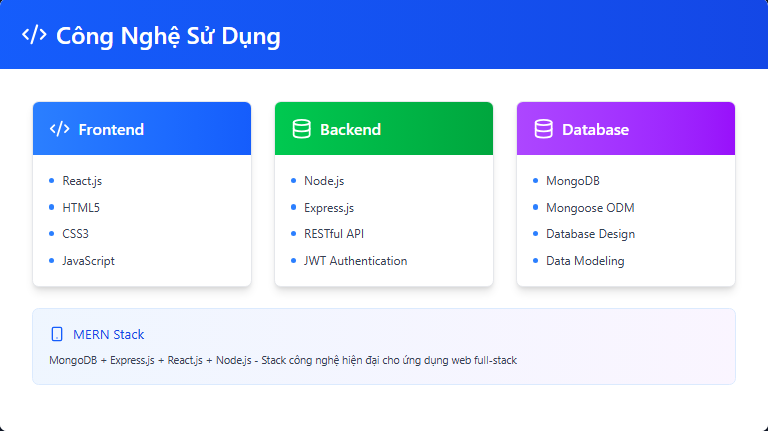 Công Nghệ Sử Dụng
Frontend
React.js
HTML5
CSS3
JavaScript
Backend
Node.js
Express.js
RESTful API
JWT Authentication
Database
MongoDB
Mongoose ODM
Database Design
Data Modeling
MERN Stack
MongoDB + Express.js + React.js + Node.js - Stack công nghệ hiện đại cho ứng dụng web full-stack